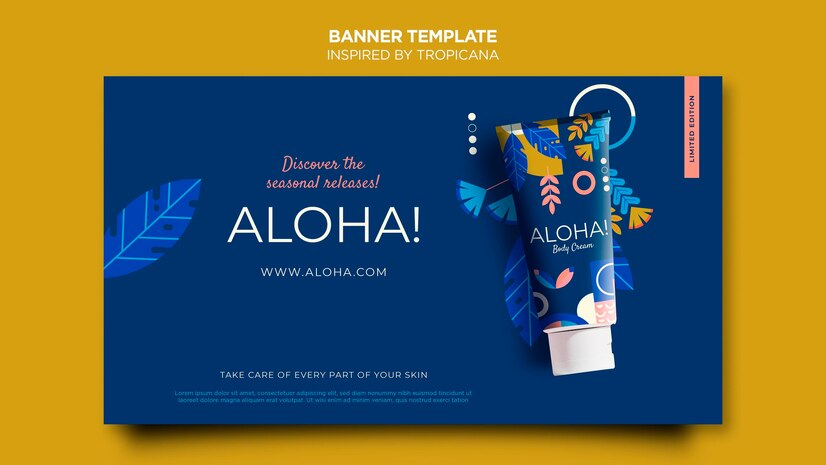 BANNER TEMPLATE
INSPIRED BY TROPICANA
LIMITED EDITION
Discover the
seasonal releases!
ALOHA!
WWW.ALOHA.COM
ALOHA!
Body Cream
TAKE CARE OF EVERY PART OF YOUR SKIN
Lorem ipsum dolor sit amet, consectetuer adipiscing elit, sed diam nonummy nibh euismod tincidunt ut laoreet
dolore magna aliquam erat volutpat. Ut wisi enim ad minim veniam, quis nostrud exerci tation